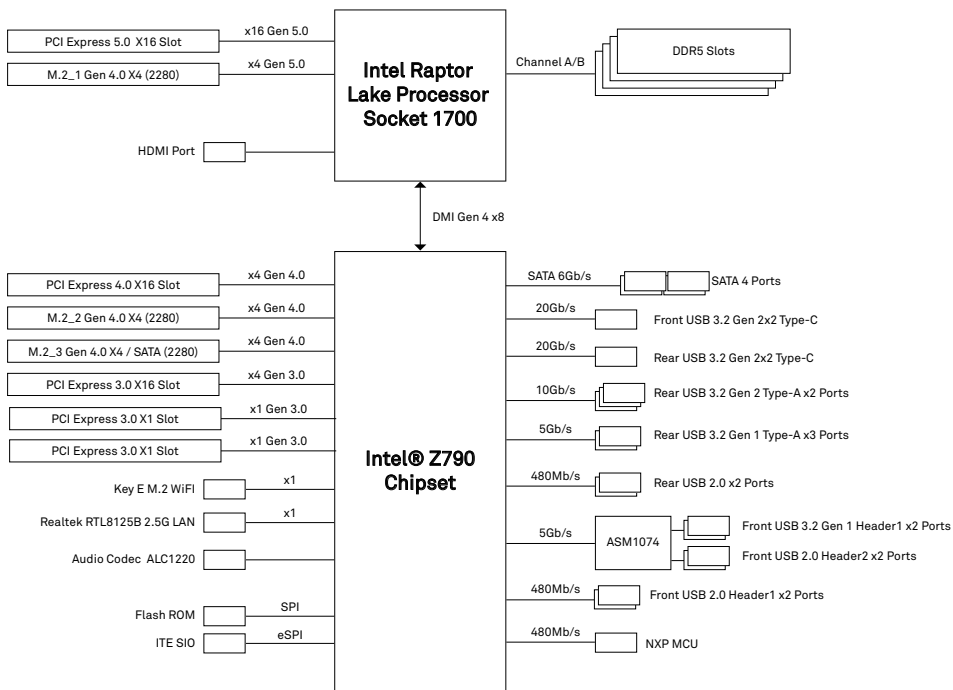 PCI Express 5.0 X16 Slot
x16 Gen 5.0
M.2_1 Gen 4.0 X4 (2280)
x4 Gen 5.0
HDMI Port
Intel Raptor
Lake Processor
Socket 1700
Channel A/B
DDR5 Slots
DMI Gen 4 x8
PCI Express 4.0 X16 Slot
x4 Gen 4.0
M.2_2 Gen 4.0 X4 (2280)
x4 Gen 4.0
M.2_3 Gen 4.0 X4 / SATA (2280)
x4 Gen 4.0
PCI Express 3.0 X16 Slot
x4 Gen 3.0
PCI Express 3.0 X1 Slot
x1 Gen 3.0
PCI Express 3.0 X1 Slot
x1 Gen 3.0
Key E M.2 WiFI
x1
Realtek RTL8125B 2.5G LAN
x1
Audio Codec ALC1220
Flash ROM
SPI
ITE SIO
eSPI
Intel® Z790
Chipset
SATA 6Gb/s
SATA 4 Ports
20Gb/s
Front USB 3.2 Gen 2x2 Type-C
20Gb/s
Rear USB 3.2 Gen 2x2 Type-C
10Gb/s
Rear USB 3.2 Gen 2 Type-A x2 Ports
5Gb/s
Rear USB 3.2 Gen 1 Type-A x3 Ports
480Mb/s
Rear USB 2.0 x2 Ports
5Gb/s
ASM1074
Front USB 3.2 Gen 1 Header1 x2 Ports
Front USB 2.0 Header2 x2 Ports
480Mb/s
Front USB 2.0 Header1 x2 Ports
480Mb/s
NXP MCU